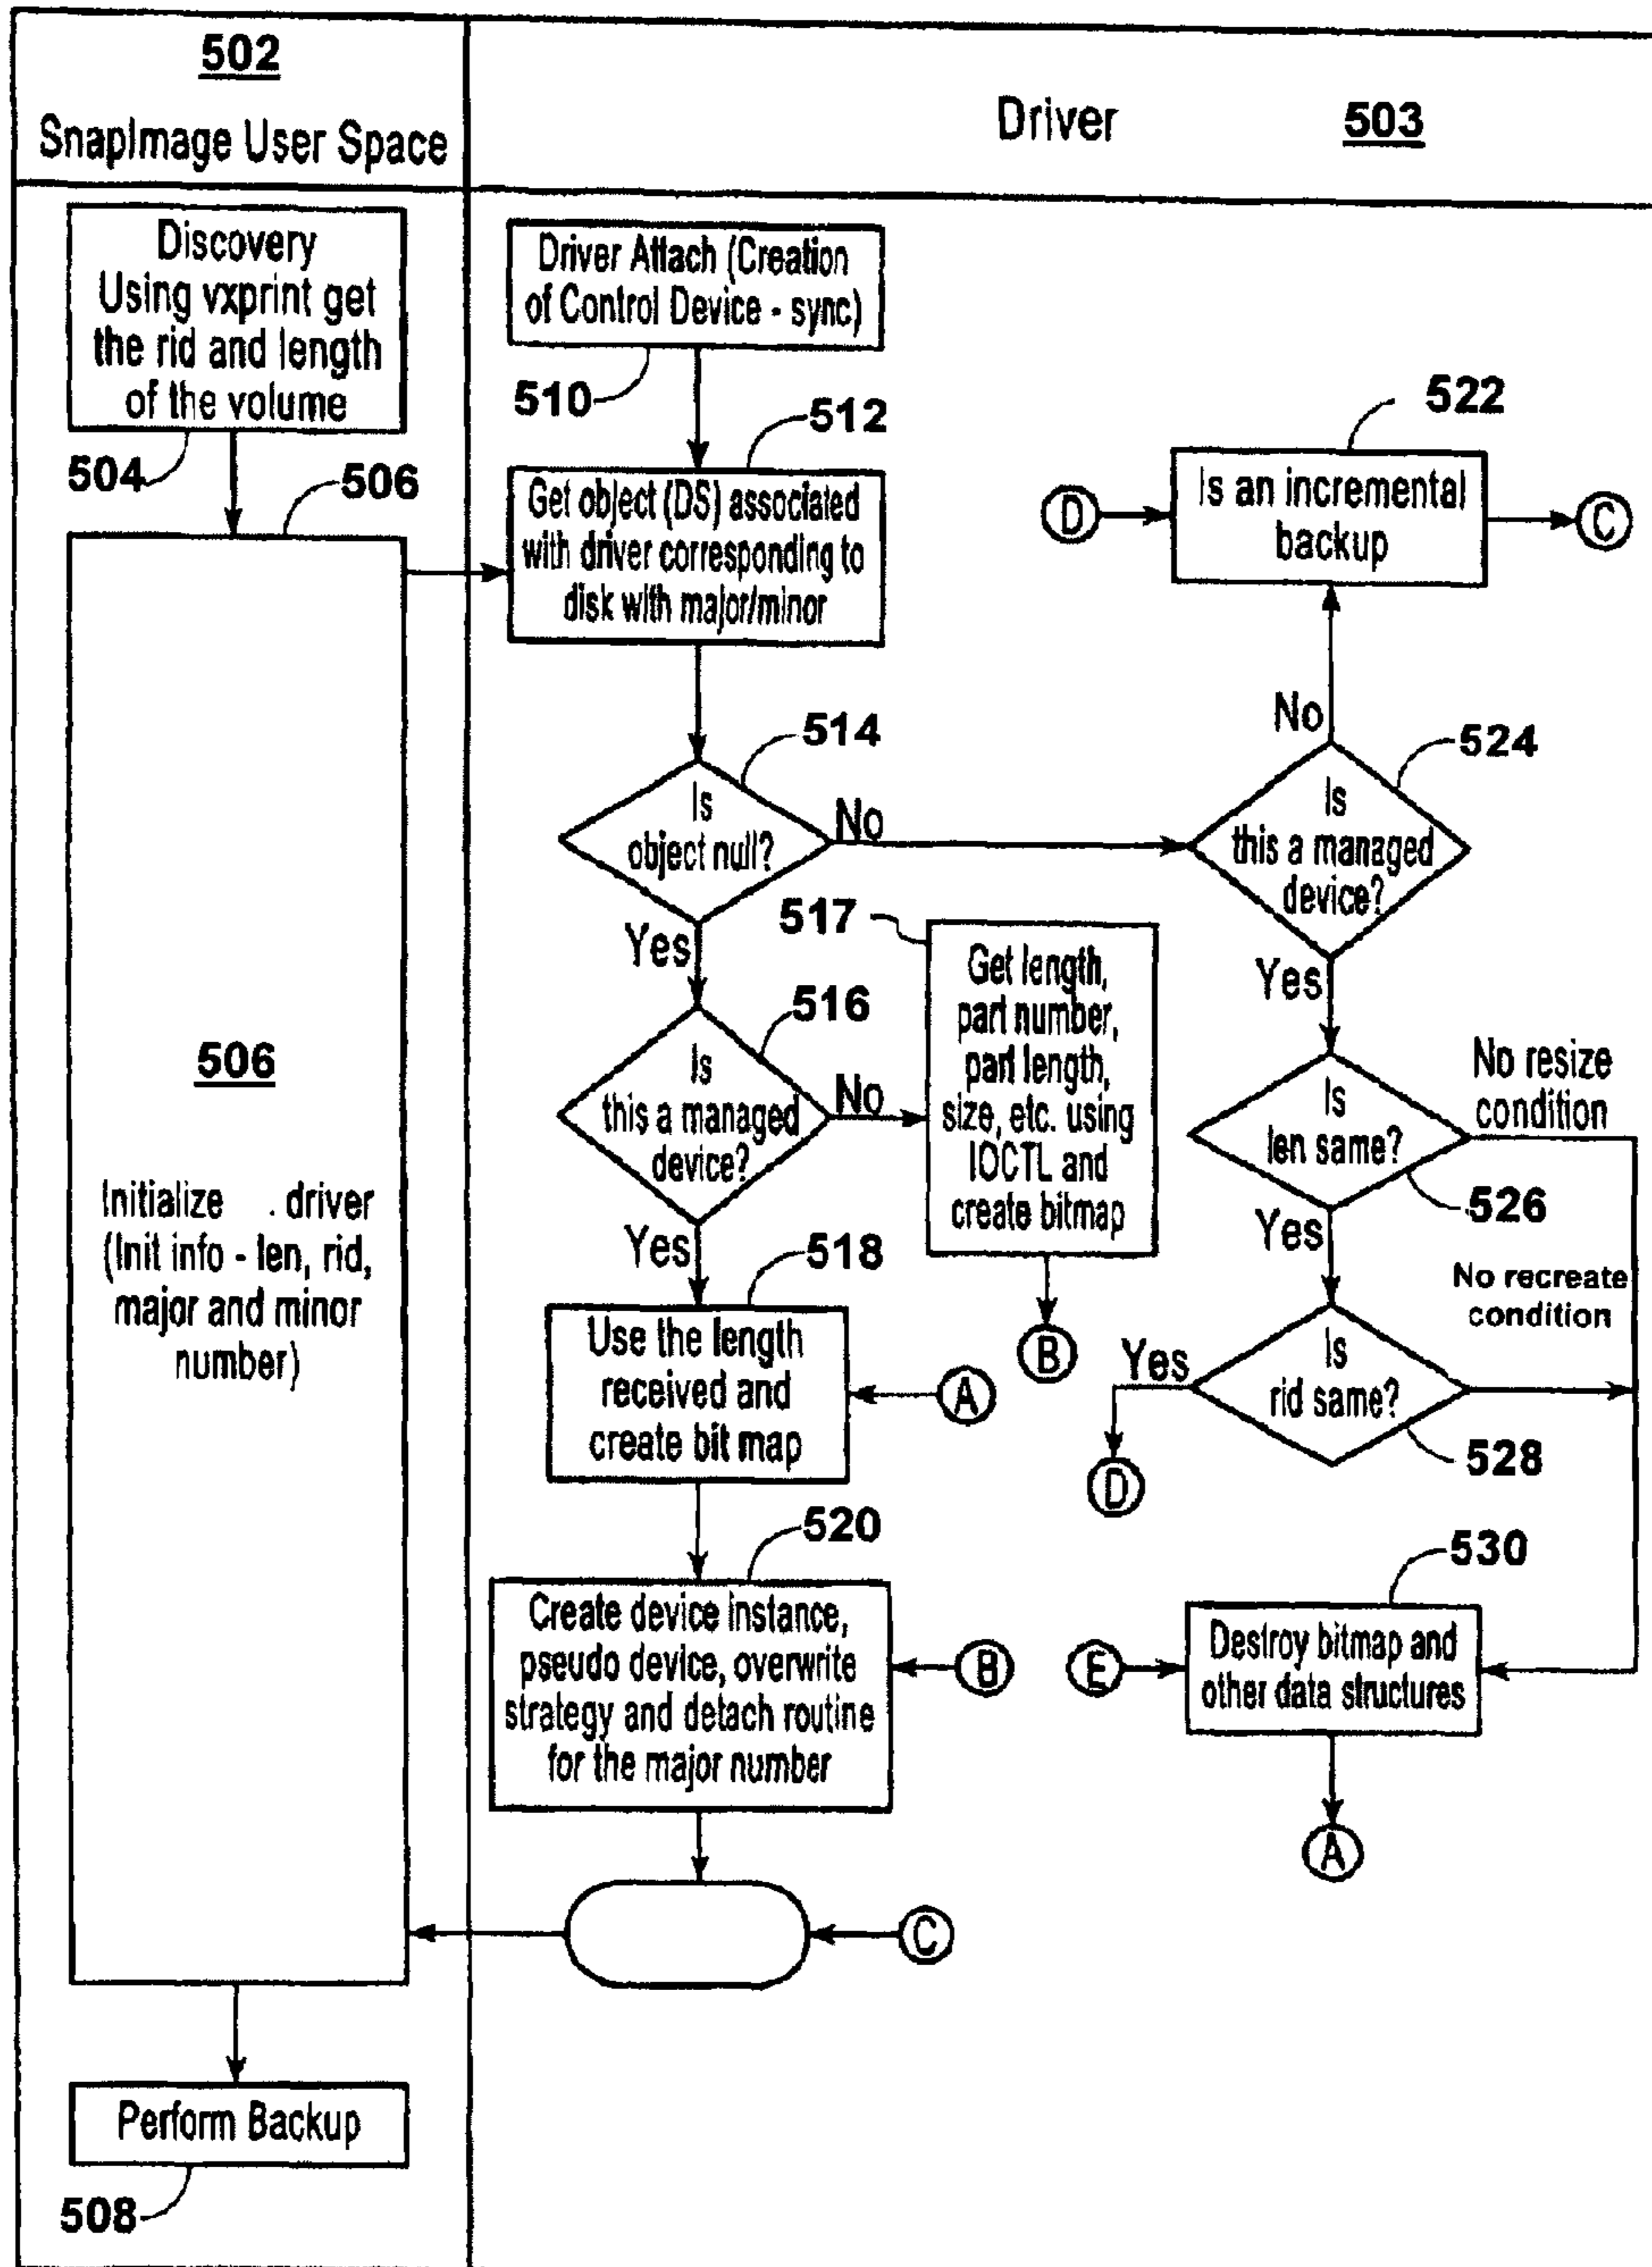 502
SnapImage User Space
Driver
503
Discovery
Using vxprint get
the rid and length
of the volume
504
506
506
Initialize . driver
(Init info - len, rid,
major and minor
number)
Perform Backup
508
Driver Attach (Creation
of Control Device - sync)
510
512
Get object (DS) associated
with driver corresponding to
disk with major/minor
514
Is
object null?
No
Yes
516
Is
this a managed
device?
No
Yes
517
Get length,
part number,
part length,
size, etc. using
IOCTL and
create bitmap
B
518
Use the length
received and
create bit map
A
520
Create device instance,
pseudo device, overwrite
strategy and detach routine
for the major number
B
C
522
D
Is an incremental
backup
C
No
524
Is
this a managed
device?
Yes
No resize
condition
Is
len same?
526
Yes
No recreate
condition
Yes
Is
rid same?
528
D
530
E
Destroy bitmap and
other data structures
A